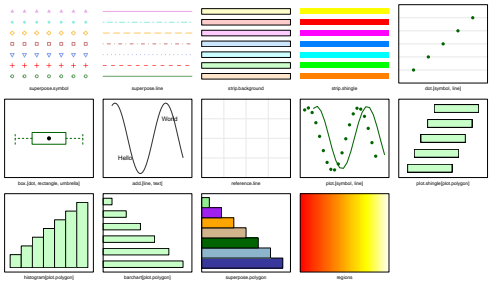 superpose.symbol
superpose.line
strip.background
strip.shingle
dot.[symbol, line]
box.[dot, rectangle, umbrella]
Hello
World
add.[line, text]
reference.line
plot.[symbol, line]
plot.shingle[plot.polygon]
histogram[plot.polygon]
barchart[plot.polygon]
superpose.polygon
regions